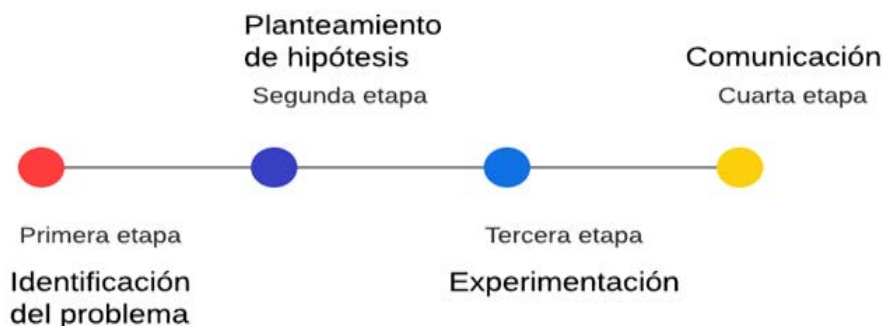 Planteamiento
de hipótesis
Segunda etapa
Comunicación
Cuarta etapa
Primera etapa
Identificación
del problema
Tercera etapa
Experimentación